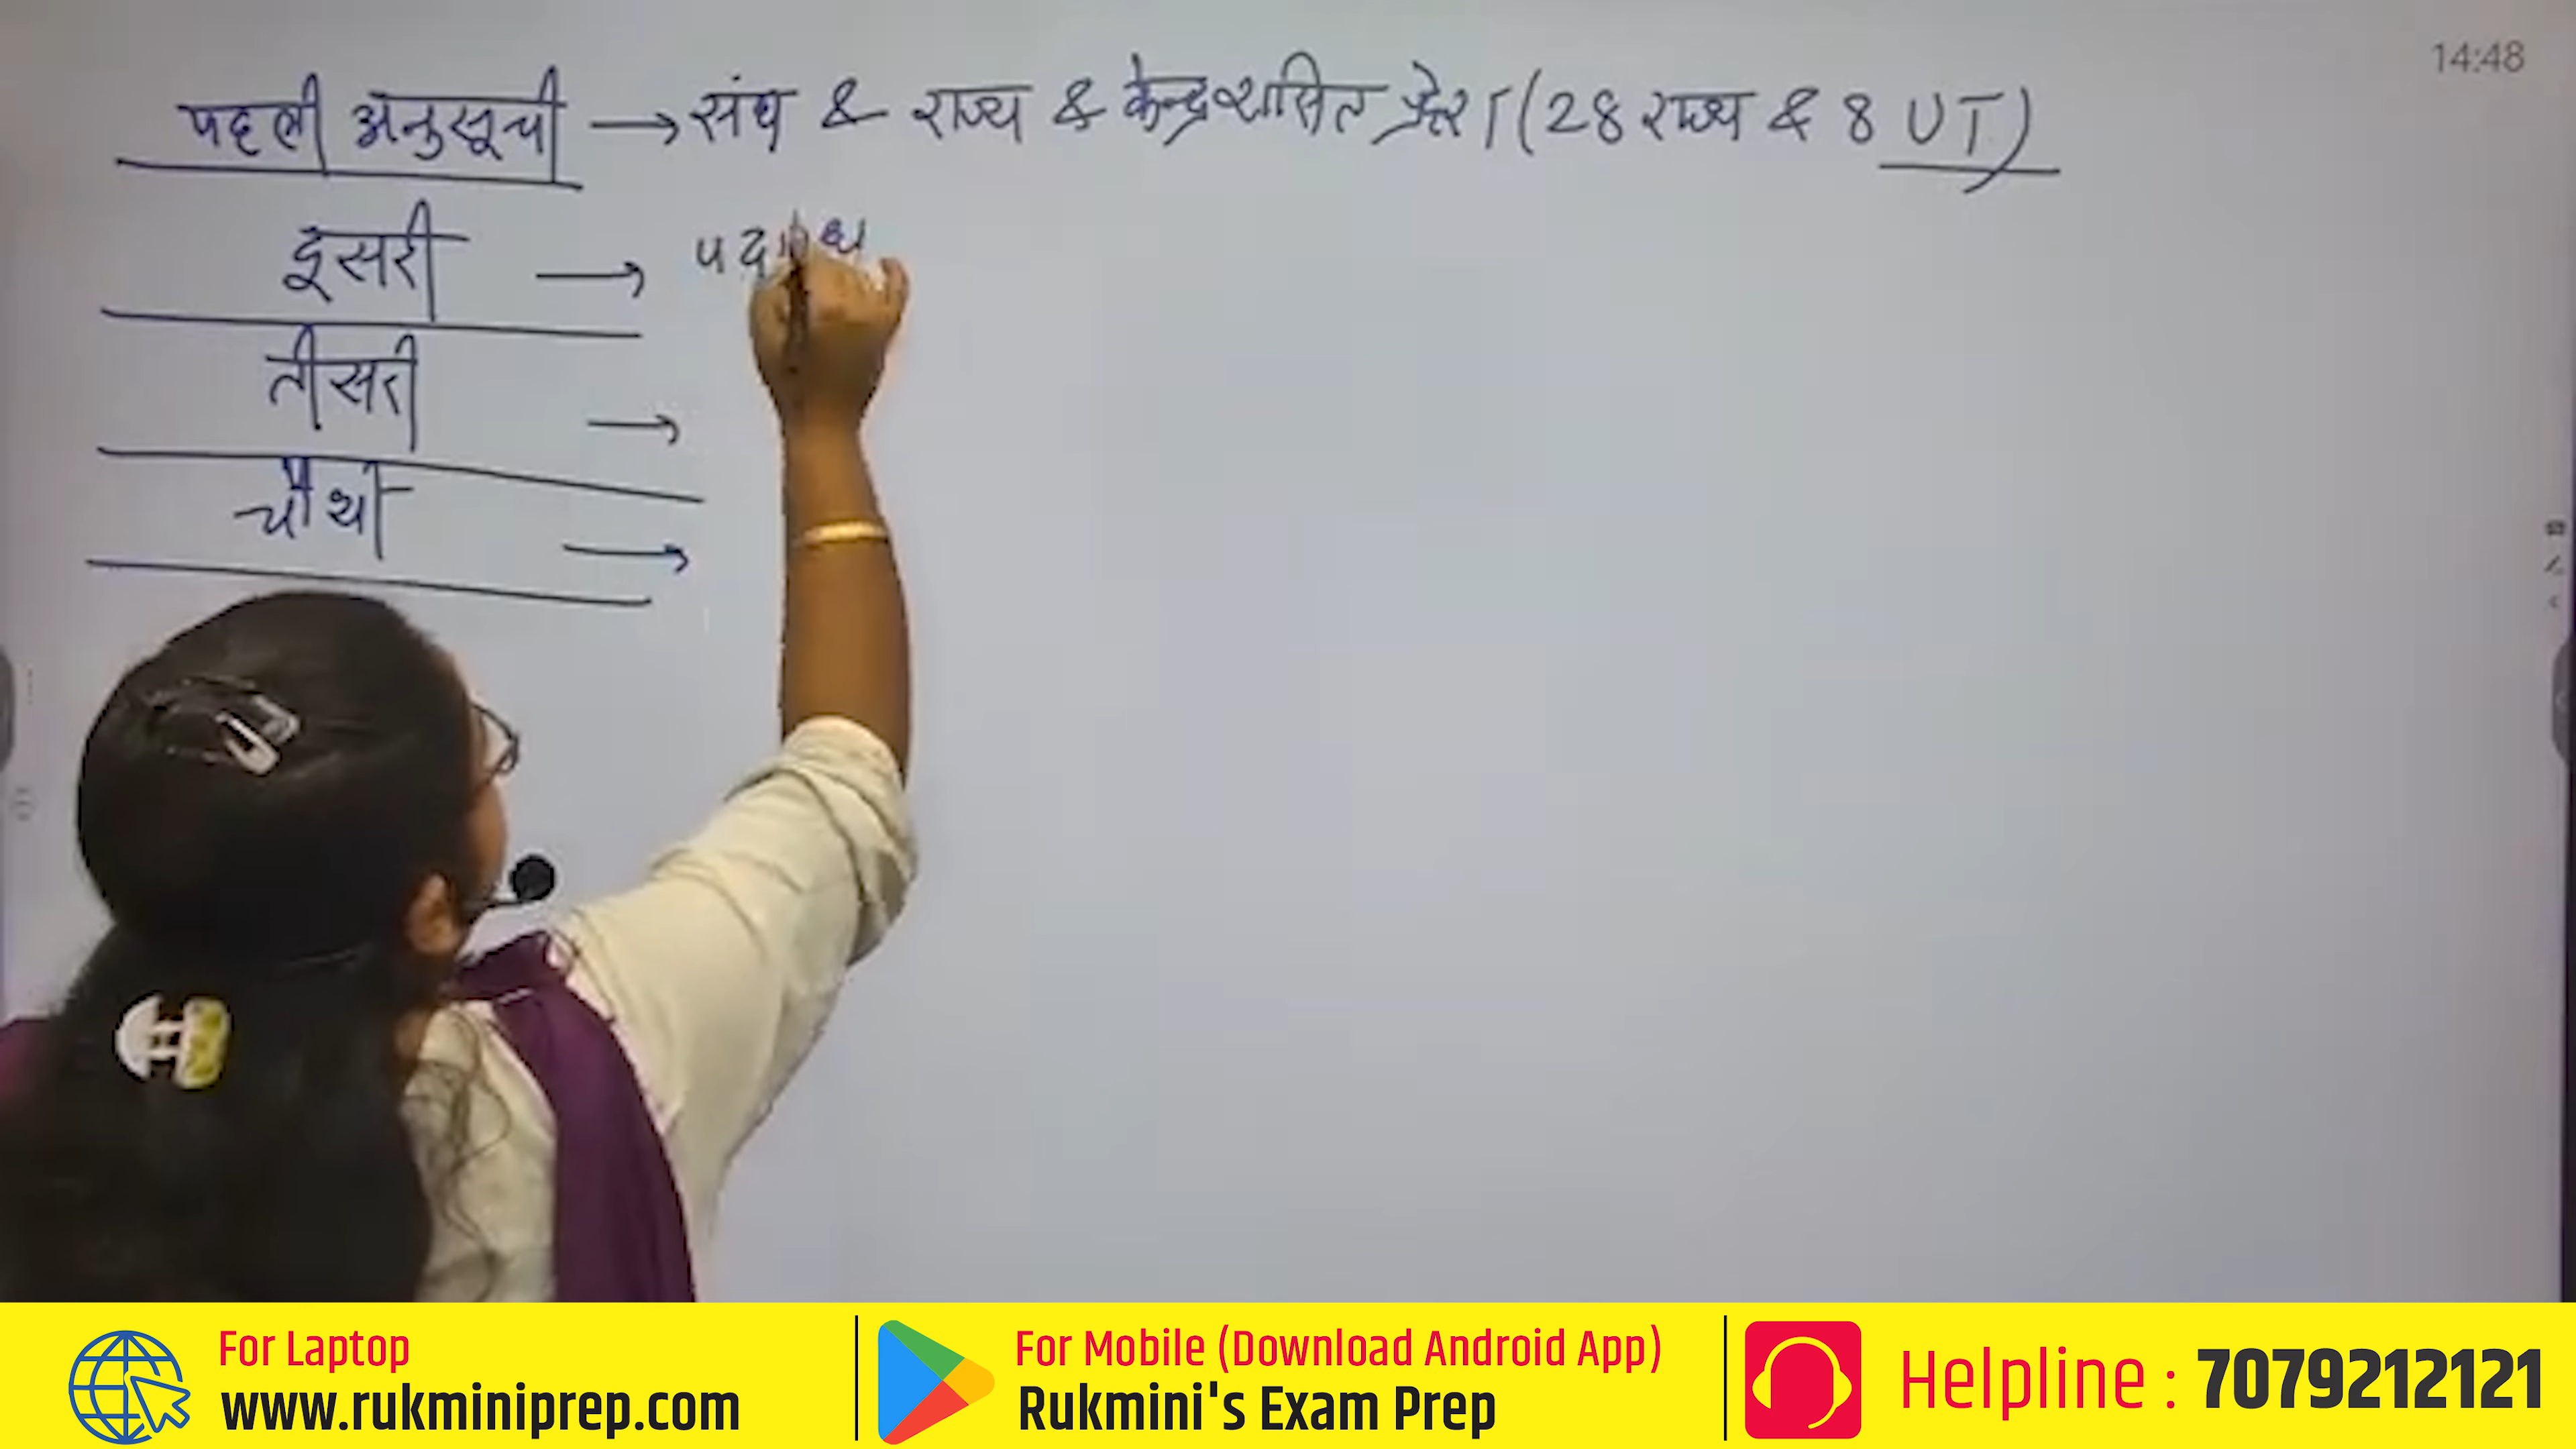 14:48
पहली अनुसूची → संघ & राज्य & केन्द्रशासित प्रदेश (28 राज्य & 8 UT)
दूसरी →
तीसरी →
चौथी →
For Laptop
www.rukminiprep.com
For Mobile (Download Android App)
Rukmini's Exam Prep
Helpline : 7079212121